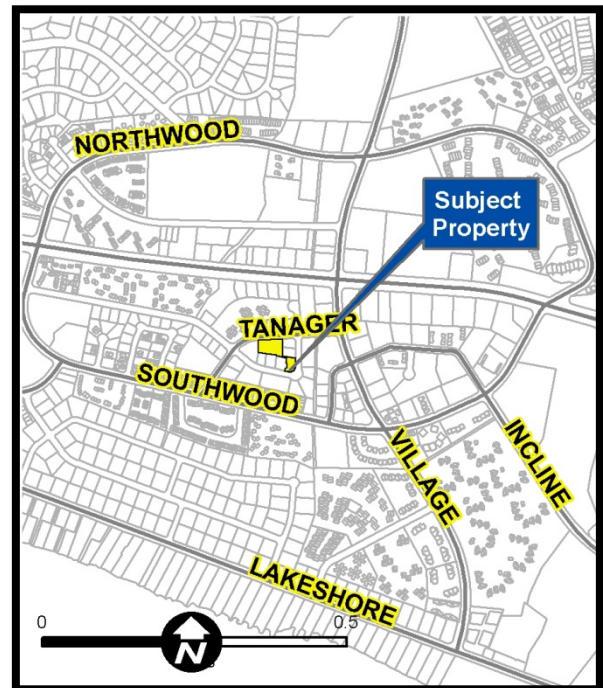 NORTHWOOD
Subject
Property
TANAGER
SOUTHWOOD
VILLAGE
INCLINE
LAKESHORE
0
0.5
N